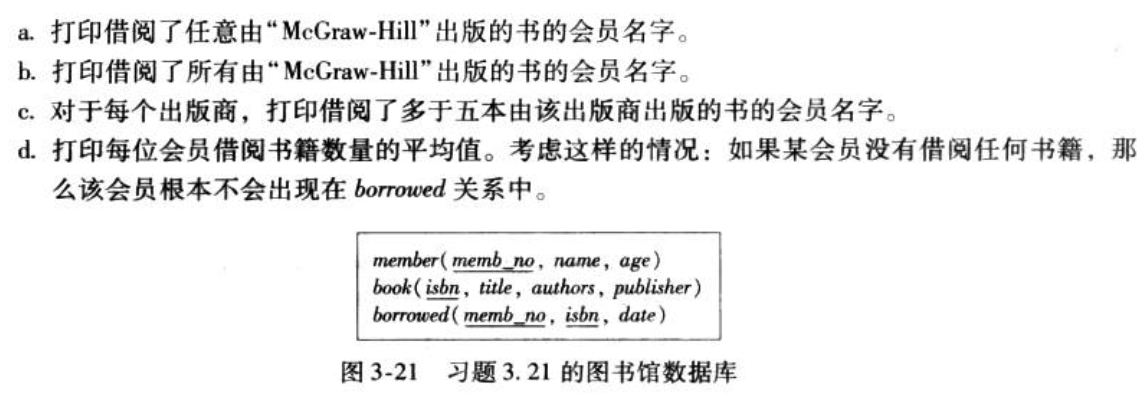 a. 打印借阅了任意由“McGraw-Hill”出版的书的会员名字。
b. 打印借阅了所有由“McGraw-Hill”出版的书的会员名字。
c. 对于每个出版商，打印借阅了多于五本由该出版商出版的书的会员名字。
d. 打印每位会员借阅书籍数量的平均值。考虑这样的情况：如果某会员没有借阅任何书籍，那
么该会员根本不会出现在 borrowed 关系中。
member( memb_no, name, age)
book( isbn, title, authors, publisher)
borrowed( memb_no, isbn, date)
图 3-21 习题 3. 21 的图书馆数据库